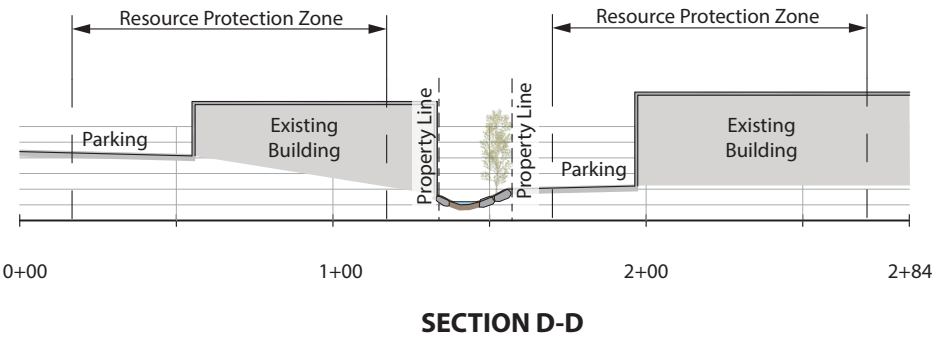 Resource Protection Zone
Resource Protection Zone
Parking
Existing
Building
Property Line
Property Line
Parking
Existing
Building
0+00
1+00
2+00
2+84
SECTION D-D